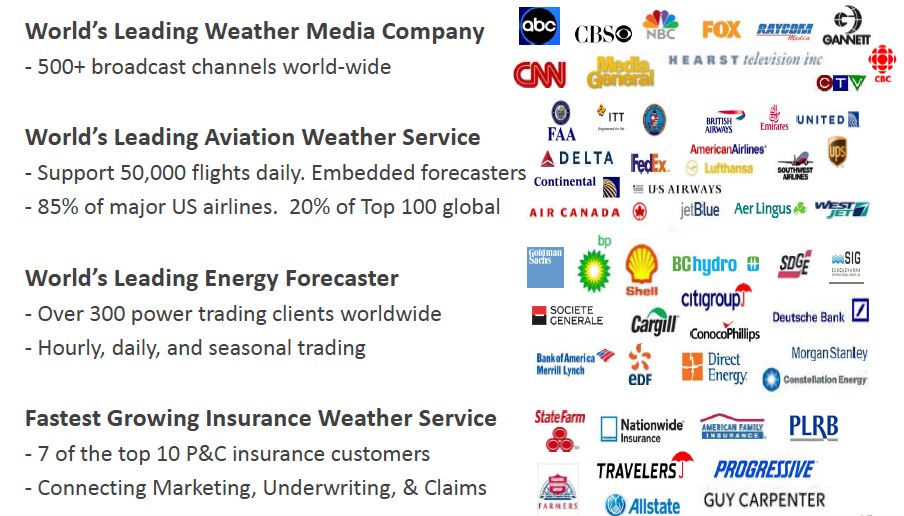 World's Leading Weather Media Company
- 500+ broadcast channels world-wide
abc
CBS
NBC
FOX
RAYCOM
Media
GANNETT
CNN
Media
General
HEARST television inc
CTV
CBC
World's Leading Aviation Weather Service
- Support 50,000 flights daily. Embedded forecasters
- 85% of major US airlines.  20% of Top 100 global
FAA
ITT
Engineered for life
BRITISH
AIRWAYS
Emirates
UNITED
DELTA
FedEx.
AmericanAirlines
Lufthansa
SOUTHWEST
AIRLINES
ups
Continental
U·S AIRWAYS
AIR CANADA
jetBlue
Aer Lingus
WESTJET
World's Leading Energy Forecaster
- Over 300 power trading clients worldwide
- Hourly, daily, and seasonal trading
Goldman
Sachs
bp
Shell
BChydro
SDGE
SIG
SUSQUEHANNA
SOCIETE
GENERALE
Cargill
citigroup
ConocoPhillips
Deutsche Bank
Bank of America
Merrill Lynch
eDF
Direct
Energy.
Morgan Stanley
Constellation Energy
Fastest Growing Insurance Weather Service
- 7 of the top 10 P&C insurance customers
- Connecting Marketing, Underwriting, & Claims
State Farm
Nationwide
Insurance
AMERICAN FAMILY
INSURANCE
PLRB
FARMERS
TRAVELERS
PROGRESSIVE
Allstate
GUY CARPENTER